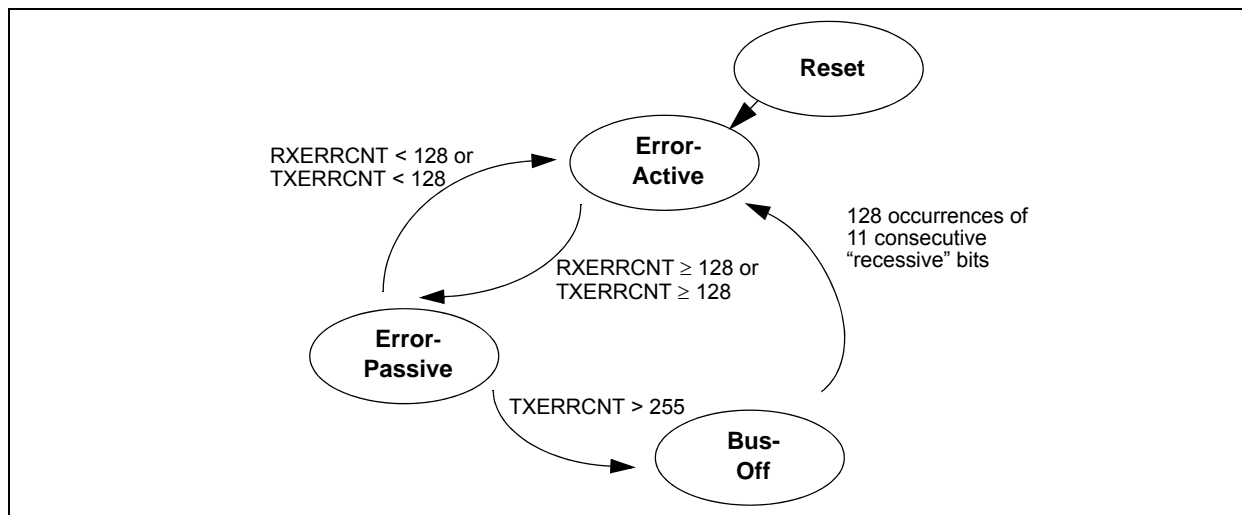 Reset
Error-
Active
RXERRCNT < 128 or
TXERRCNT < 128
128 occurrences of
11 consecutive
“recessive” bits
RXERRCNT ≥ 128 or
TXERRCNT ≥ 128
Error-
Passive
TXERRCNT > 255
Bus-
Off